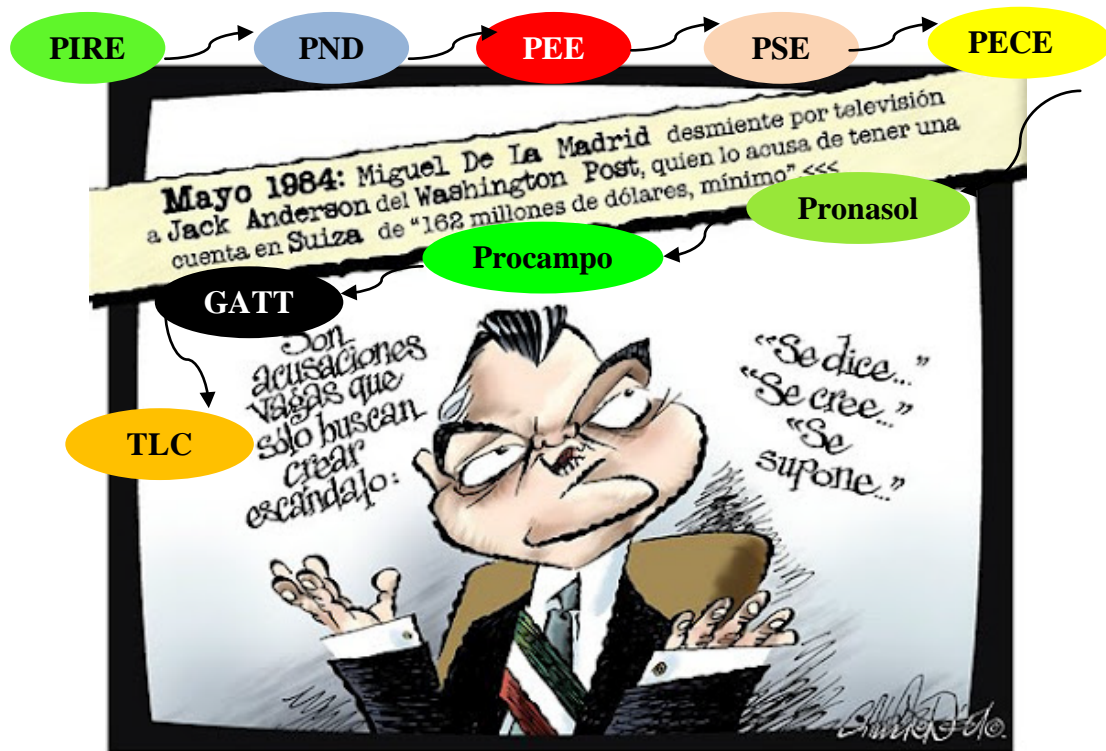 PIRE PND PEE PSE PECE
Mayo 1984: Miguel De La Madrid desmiente por televisión
a Jack Anderson del Washington Post, quien lo acusa de tener una
cuenta en Suiza de “162 millones de dólares, mínimo” <<<
Pronasol
Procampo
GATT
TLC
Son
acusaciones
vagas que
sólo buscan
crear
escándalo:
“Se dice...”
“Se cree...”
“Se
supone...”